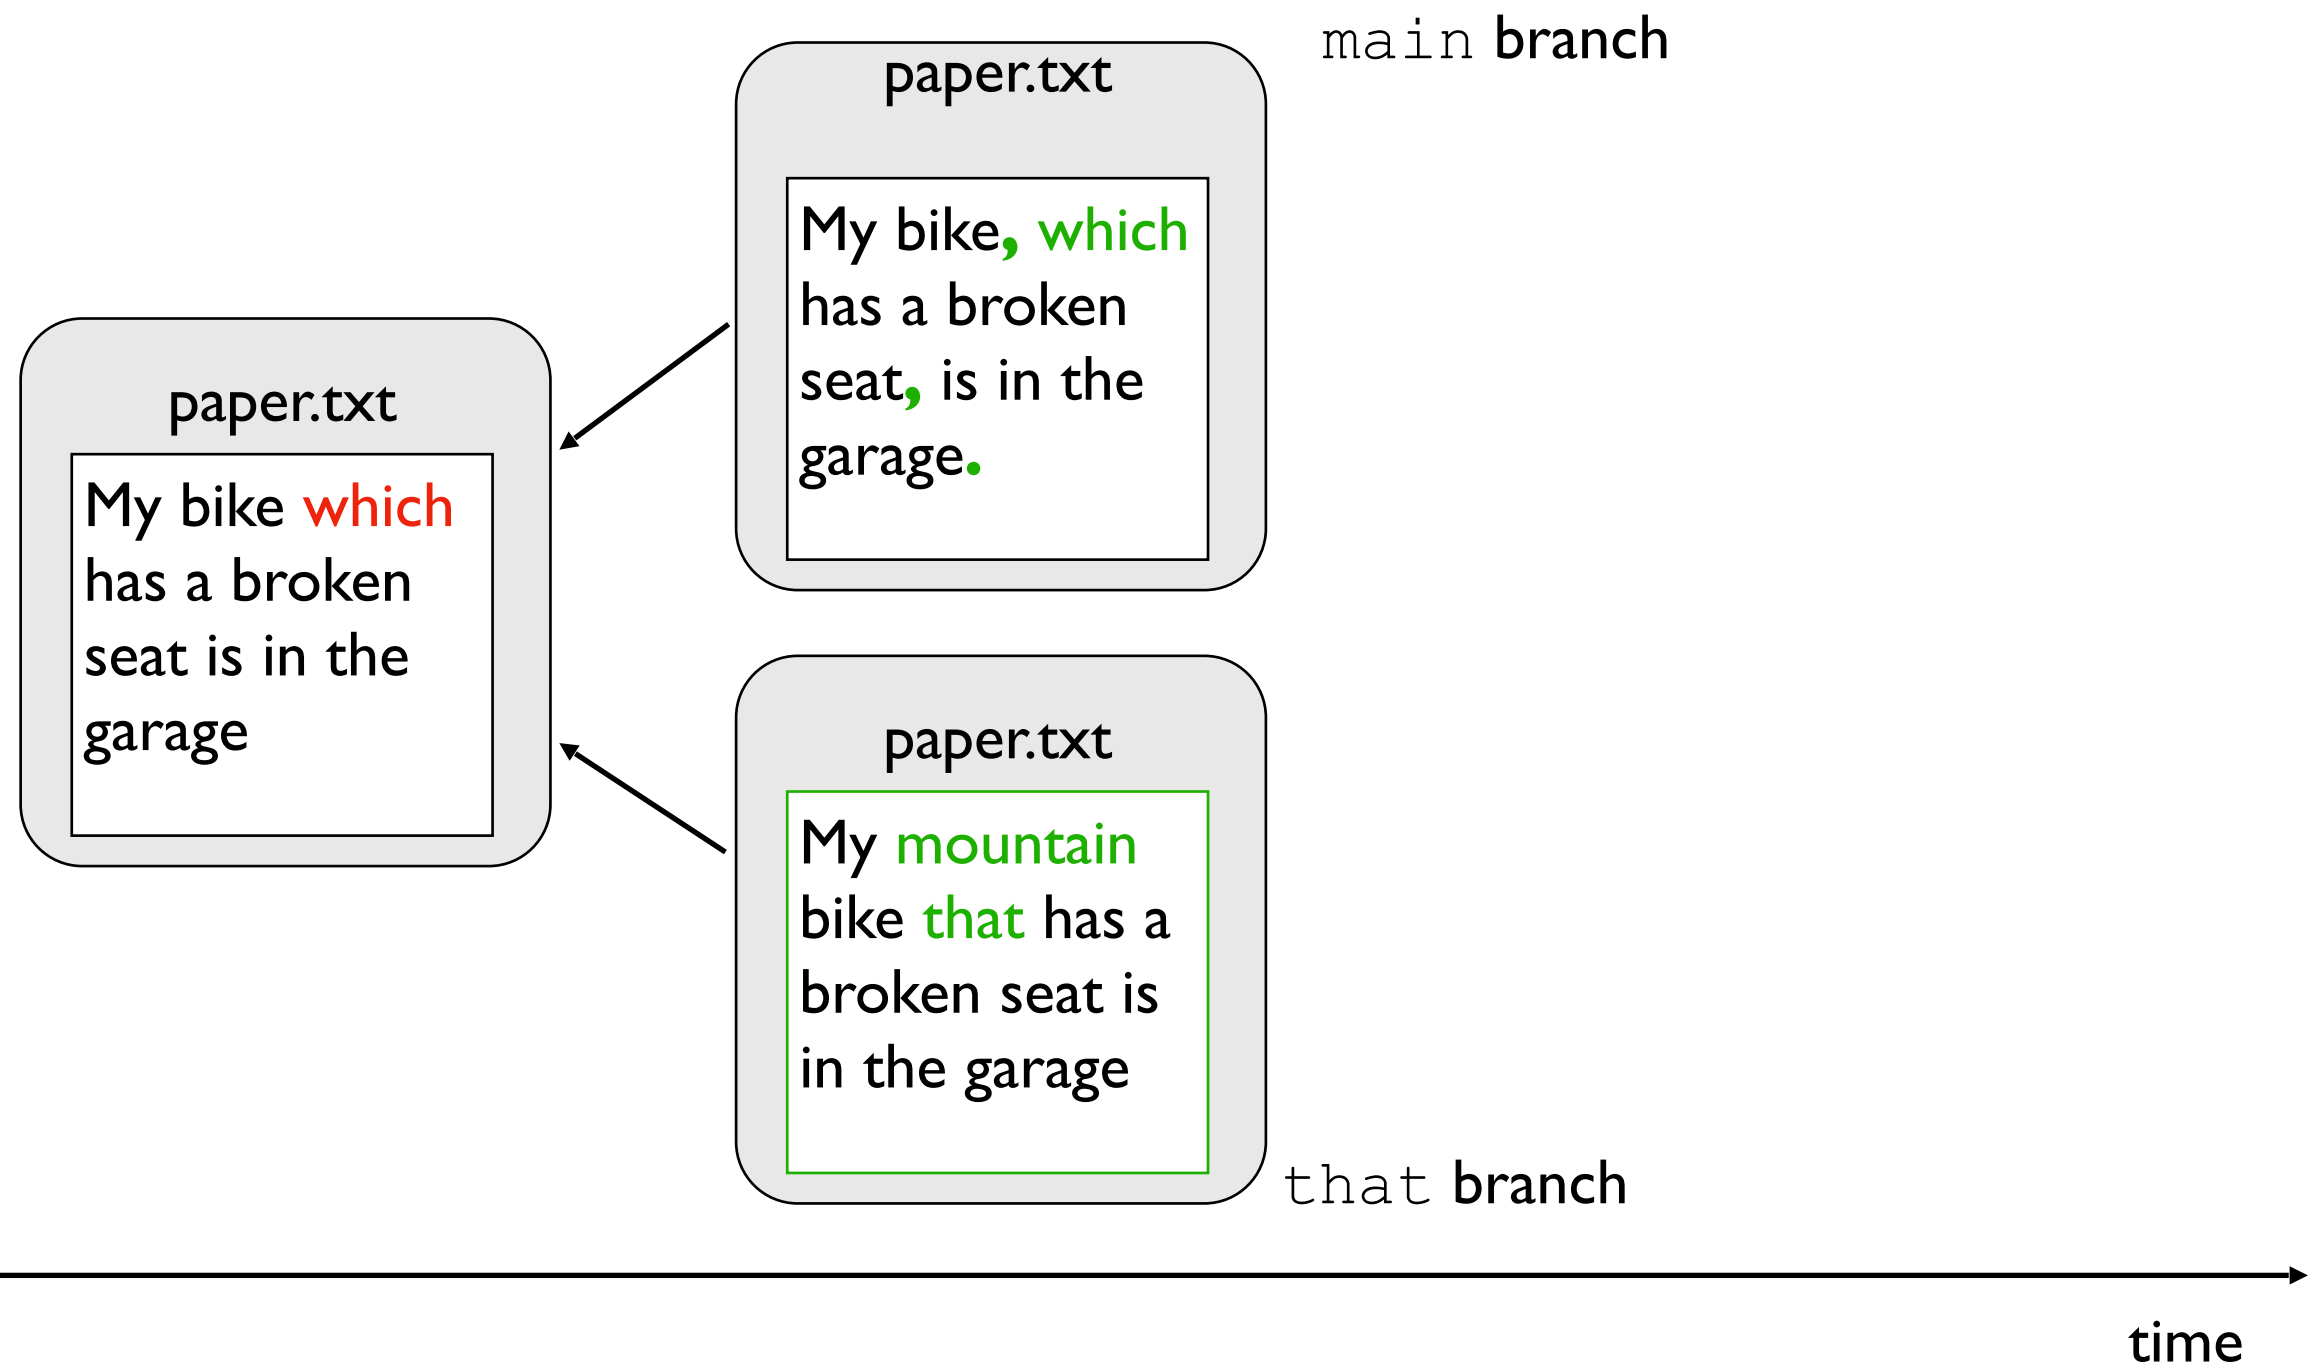 main branch
paper.txt
My bike, which
has a broken
seat, is in the
garage.
paper.txt
My bike which
has a broken
seat is in the
garage
paper.txt
My mountain
bike that has a
broken seat is
in the garage
that branch
time